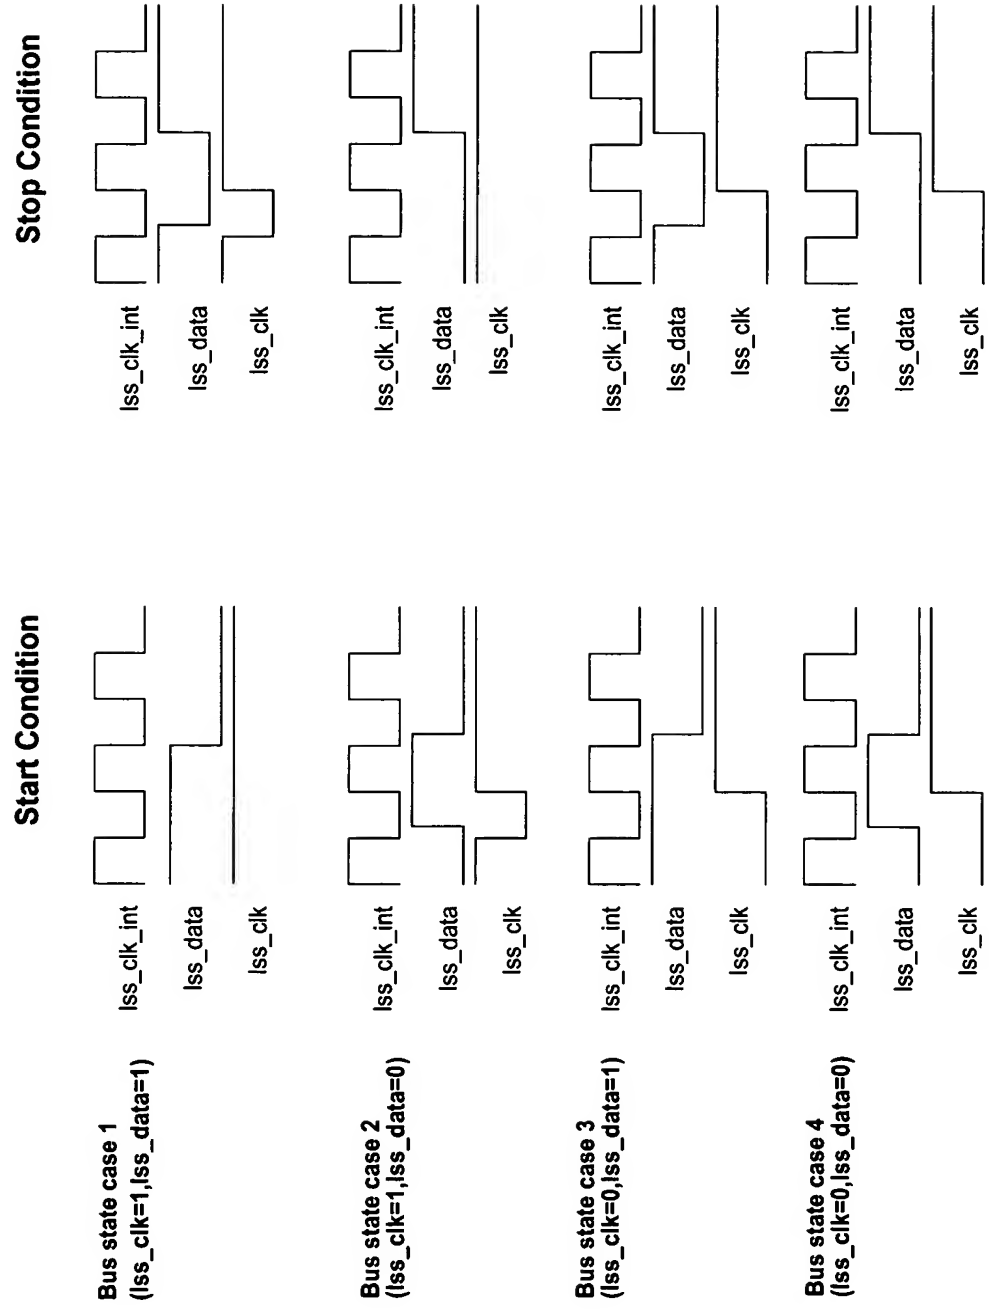 Start Condition
Stop Condition
Bus state case 1
(lss_clk=1,lss_data=1)
lss_clk_int
lss_data
lss_clk
lss_clk_int
lss_data
lss_clk
Bus state case 2
(lss_clk=1,lss_data=0)
lss_clk_int
lss_data
lss_clk
lss_clk_int
lss_data
lss_clk
Bus state case 3
(lss_clk=0,lss_data=1)
lss_clk_int
lss_data
lss_clk
lss_clk_int
lss_data
lss_clk
Bus state case 4
(lss_clk=0,lss_data=0)
lss_clk_int
lss_data
lss_clk
lss_clk_int
lss_data
lss_clk